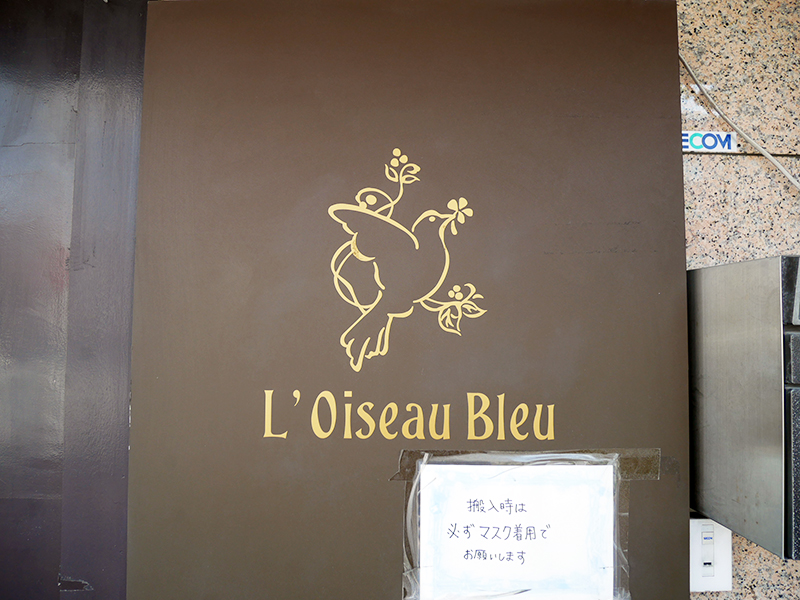 ECOM
L'Oiseau Bleu
搬入時は
必ずマスク着用で
お願いします